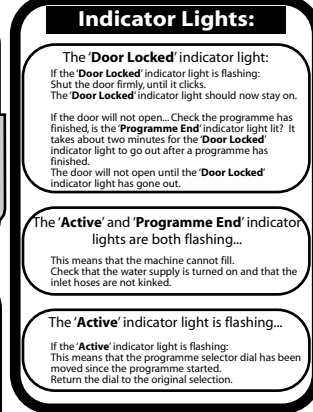 Indicator Lights:
The 'Door Locked' indicator light:
If the 'Door Locked' indicator light is flashing:
Shut the door firmly, until it clicks.
The 'Door Locked' indicator light should now stay on.
If the door will not open... Check the programme has
finished, is the 'Programme End' indicator light lit? It
takes about two minutes for the 'Door Locked'
indicator light to go out after a programme has
finished.
The door will not open until the 'Door Locked'
indicator light has gone out.
The 'Active' and 'Programme End' indicator
lights are both flashing...
This means that the machine cannot fill.
Check that the water supply is turned on and that the
inlet hoses are not kinked.
The 'Active' indicator light is flashing...
If the 'Active' indicator light is flashing:
This means that the programme selector dial has been
moved since the programme started.
Return the dial to the original selection.